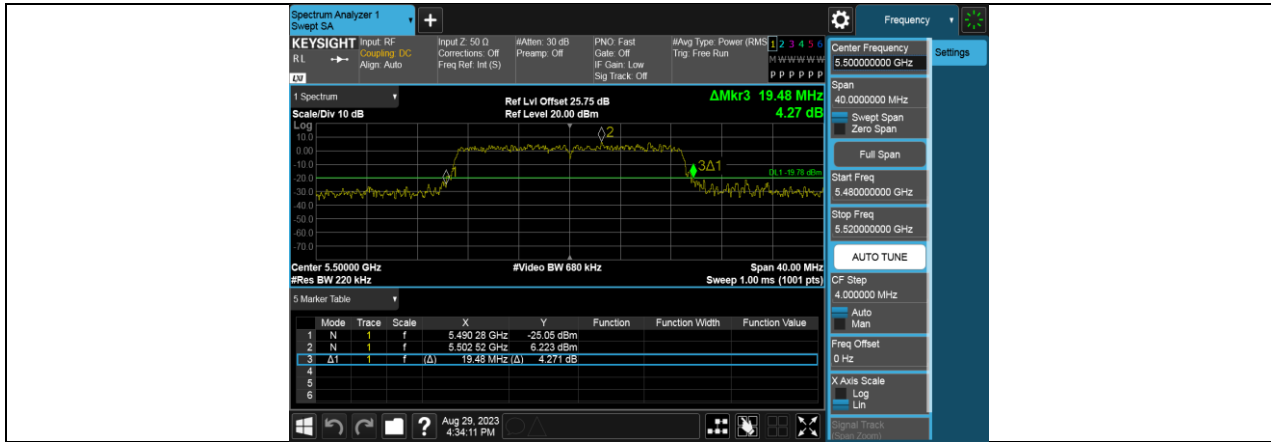 Spectrum Analyzer 1
Swept SA
+
Frequency
KEYSIGHT
Input: RF
Input Z: 50 Ω
#Atten: 30 dB
PNO: Fast
#Avg Type: Power (RMS
1 2 3 4 5 6
R L
Coupling: DC
Corrections: Off
Preamp: Off
Gate: Off
Trig: Free Run
M W W W W W
Align: Auto
Freq Ref: Int (S)
IF Gain: Low
P P P P P P
Sig Track: Off
LXI
1 Spectrum
Ref Lvl Offset 25.75 dB
ΔMkr3 19.48 MHz
Scale/Div 10 dB
Ref Level 20.00 dBm
4.27 dB
Log
10.0
0.00
-10.0
-20.0
-30.0
-40.0
-50.0
-60.0
-70.0
2
3Δ1
DL1 -19.78 dBm
Center 5.50000 GHz
#Video BW 680 kHz
Span 40.00 MHz
#Res BW 220 kHz
Sweep 1.00 ms (1001 pts)
5 Marker Table
Mode Trace Scale X Y Function Function Width Function Value
1 N 1 f 5.490 28 GHz -25.05 dBm
2 N 1 f 5.502 52 GHz 6.223 dBm
3 Δ1 1 f (Δ) 19.48 MHz (Δ) 4.271 dB
4
5
6
?
Aug 29, 2023
4:34:11 PM
Center Frequency
5.500000000 GHz
Settings
Span
40.0000000 MHz
Swept Span
Zero Span
Full Span
Start Freq
5.480000000 GHz
Stop Freq
5.520000000 GHz
AUTO TUNE
CF Step
4.000000 MHz
Auto
Man
Freq Offset
0 Hz
X Axis Scale
Log
Lin
Signal Track
(Span Zoom)